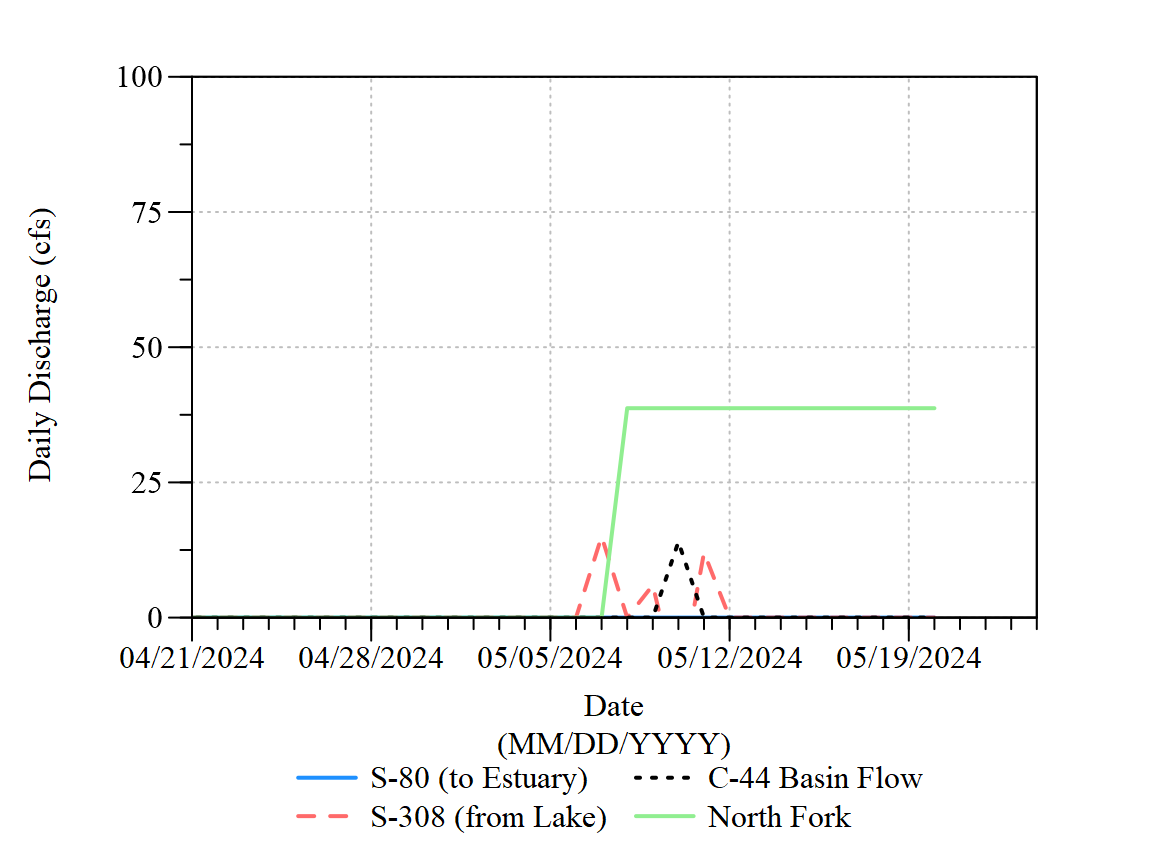 100
75
50
25
0
Daily Discharge (cfs)
04/21/2024 04/28/2024 05/05/2024 05/12/2024 05/19/2024
Date
(MM/DD/YYYY)
S-80 (to Estuary) C-44 Basin Flow
S-308 (from Lake) North Fork